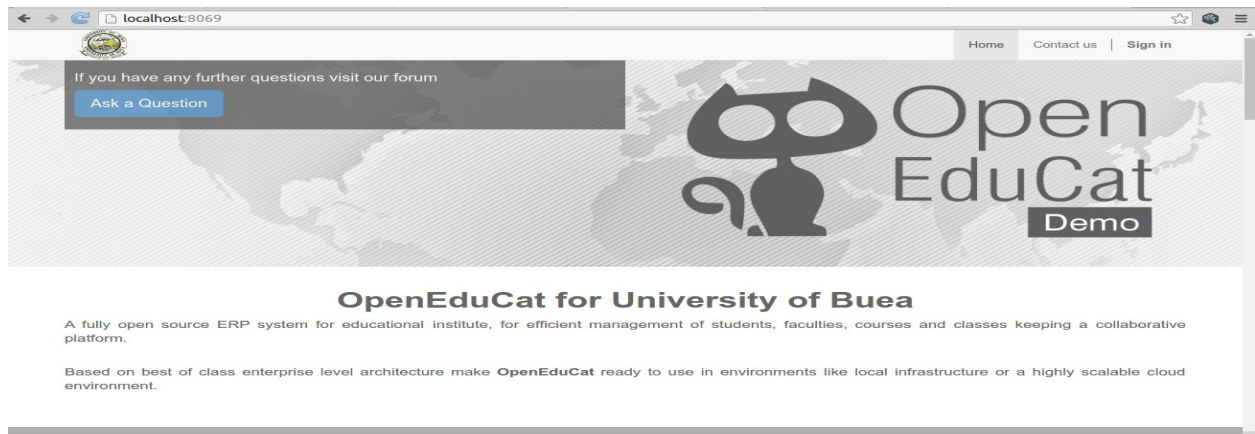 localhost:8069
Home Contact us Sign in
If you have any further questions visit our forum
Ask a Question
Open
EduCat
Demo
OpenEduCat for University of Buea
A fully open source ERP system for educational institute, for efficient management of students, faculties, courses and classes keeping a collaborative
platform.
Based on best of class enterprise level architecture make OpenEduCat ready to use in environments like local infrastructure or a highly scalable cloud
environment.